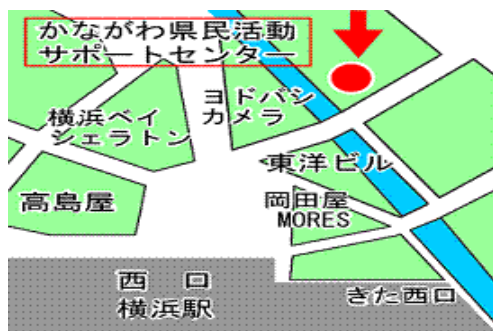 かながわ県民活動
サポートセンター
ヨドバシ
カメラ
横浜ベイ
シェラトン
東洋ビル
高島屋
岡田屋
MORES
西口
横浜駅
きた西口